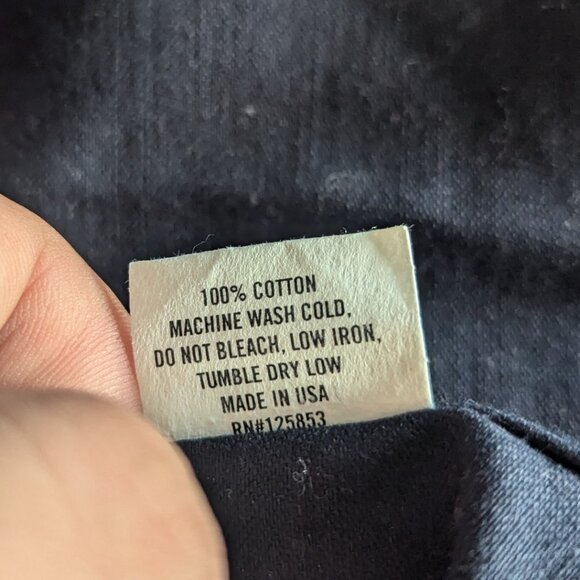 100% COTTON
MACHINE WASH COLD,
DO NOT BLEACH, LOW IRON,
TUMBLE DRY LOW
MADE IN USA
RN#125853